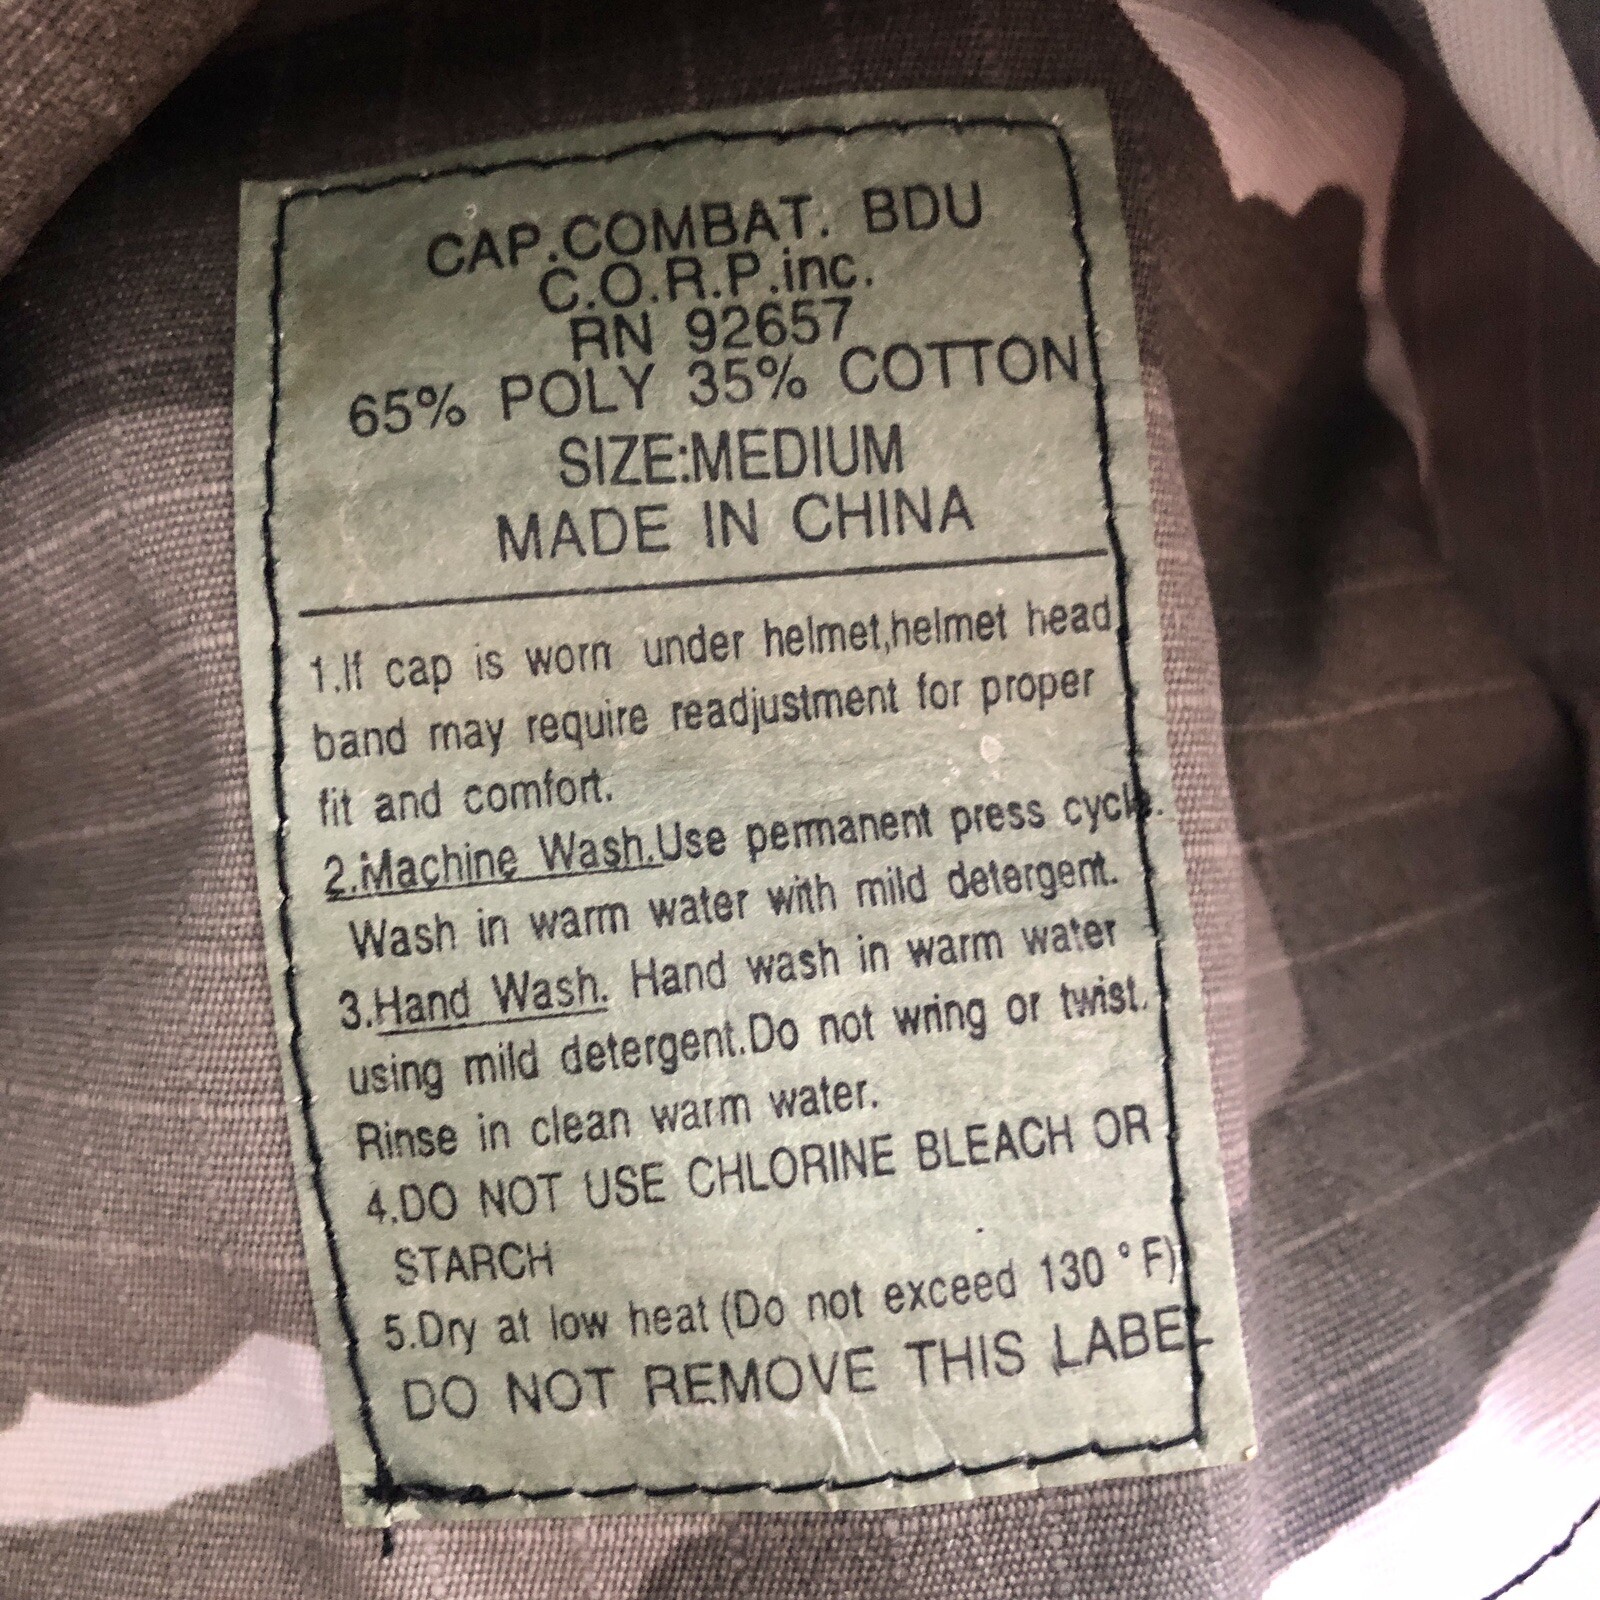 CAP.COMBAT. BDU
C.O.R.P.inc.
RN 92657
65% POLY 35% COTTON
SIZE:MEDIUM
MADE IN CHINA
1.If cap is worn under helmet,helmet head
band may require readjustment for proper
fit and comfort.
2.Machine Wash.Use permanent press cycle.
Wash in warm water with mild detergent.
3.Hand Wash. Hand wash in warm water
using mild detergent.Do not wring or twist.
Rinse in clean warm water.
4.DO NOT USE CHLORINE BLEACH OR
STARCH
5.Dry at low heat (Do not exceed 130 °F)
DO NOT REMOVE THIS LABEL